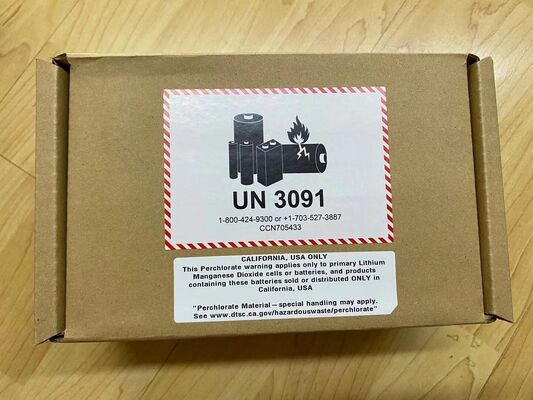 UN 3091
1-800-424-9300 or +1-703-527-3887
CCN705433
CALIFORNIA, USA ONLY
This Perchlorate warning applies only to primary Lithium
Manganese Dioxide cells or batteries, and products
containing these batteries sold or distributed ONLY in
California, USA
"Perchlorate Material – special handling may apply.
See www.dtsc.ca.gov/hazardouswaste/perchlorate"